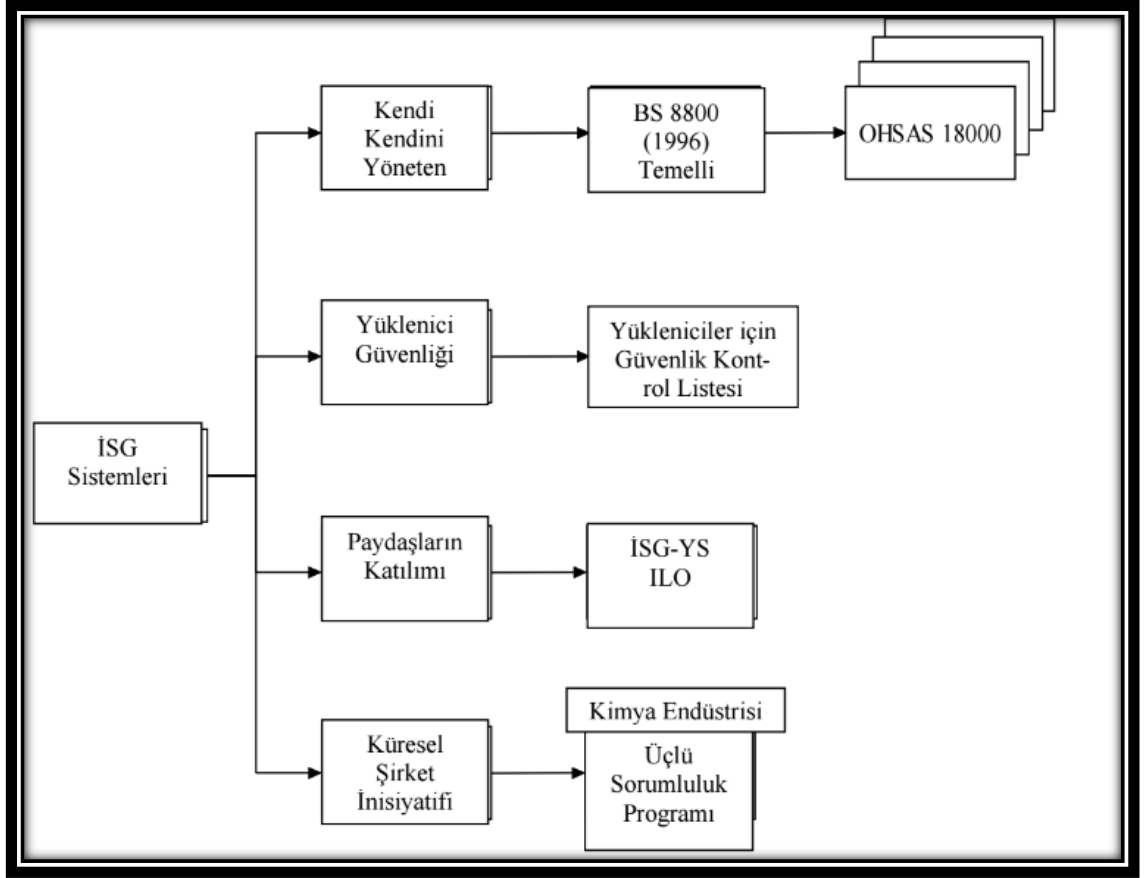 Kendi
Kendini
Yöneten
BS 8800
(1996)
Temelli
OHSAS 18000
Yüklenici
Güvenliği
Yükleniciler için
Güvenlik Kont-
rol Listesi
İSG
Sistemleri
Paydaşların
Katılımı
İSG-YS
ILO
Küresel
Şirket
İnisiyatifi
Kimya Endüstrisi
Üçlü
Sorumluluk
Programı